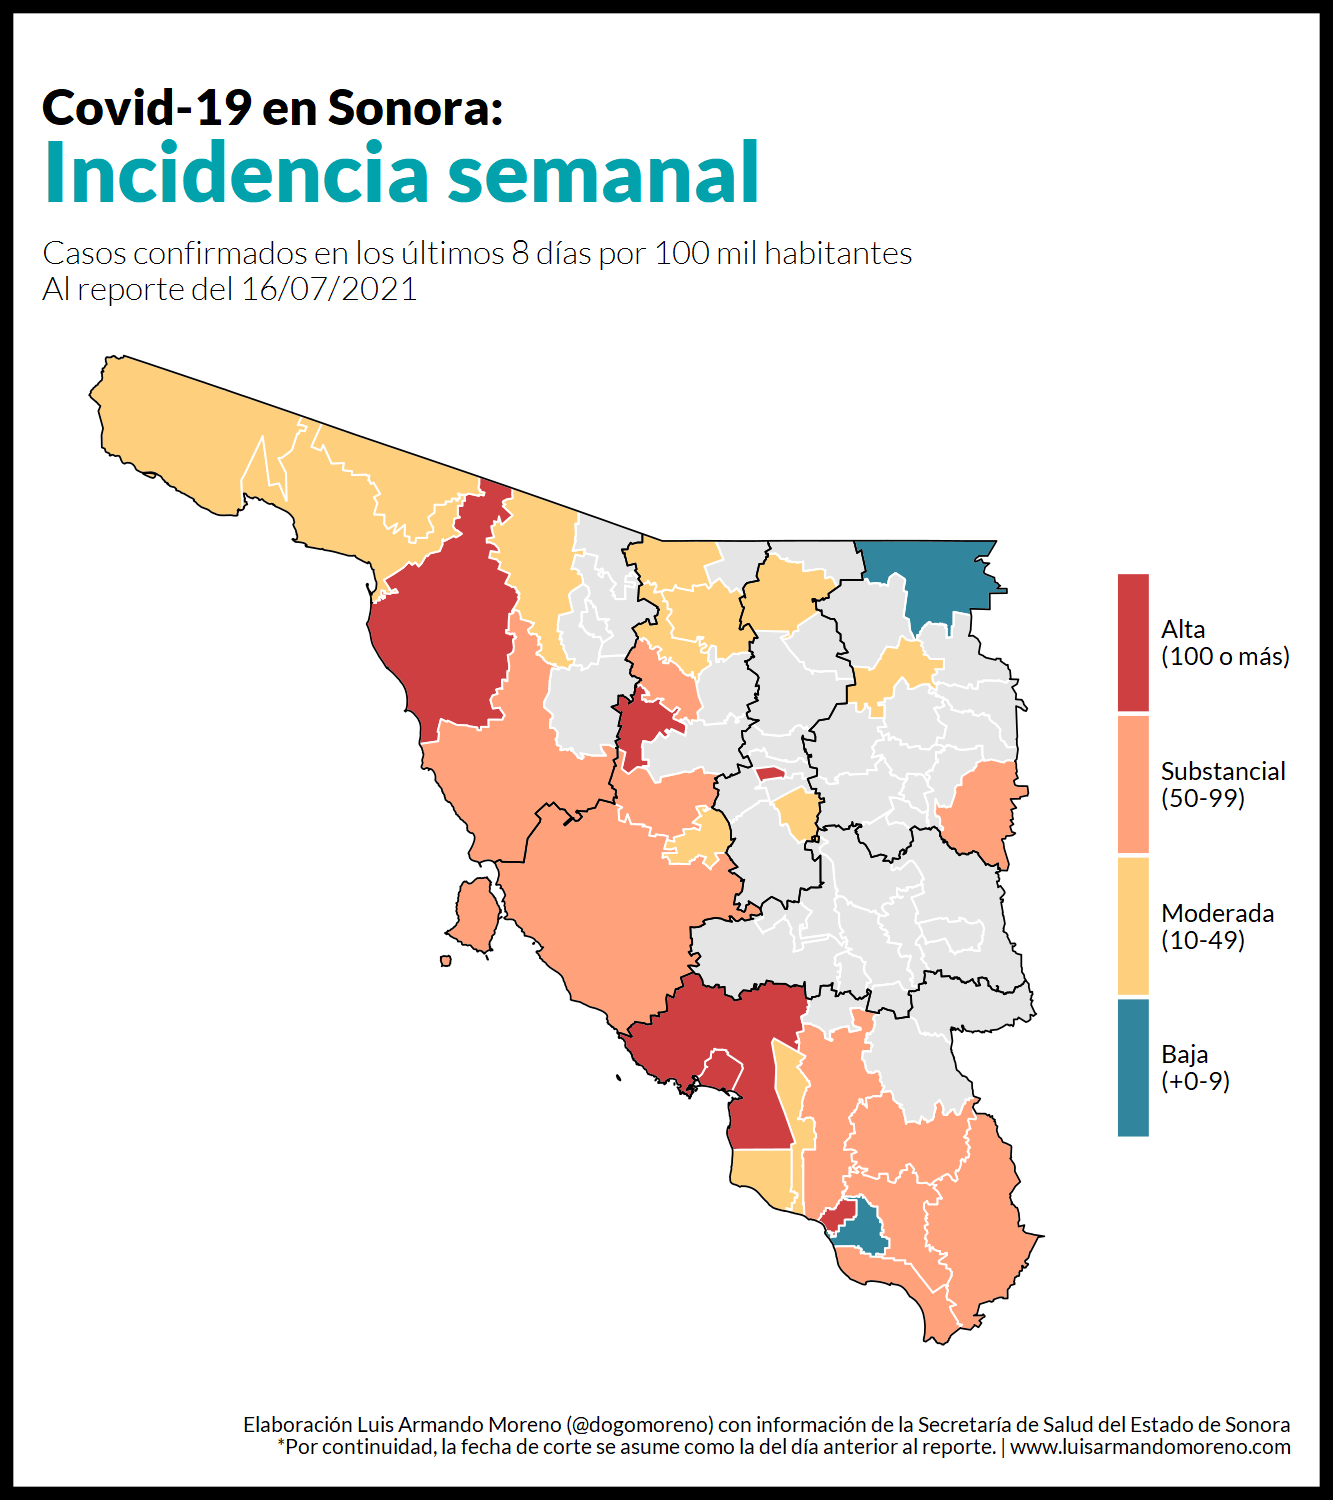 Covid-19 en Sonora:
Incidencia semanal
Casos confirmados en los últimos 8 días por 100 mil habitantes
Al reporte del 16/07/2021
Alta
(100 o más)
Substancial
(50-99)
Moderada
(10-49)
Baja
(+0-9)
Elaboración Luis Armando Moreno (@dogomoreno) con información de la Secretaría de Salud del Estado de Sonora
*Por continuidad, la fecha de corte se asume como la del día anterior al reporte. | www.luisarmandomoreno.com